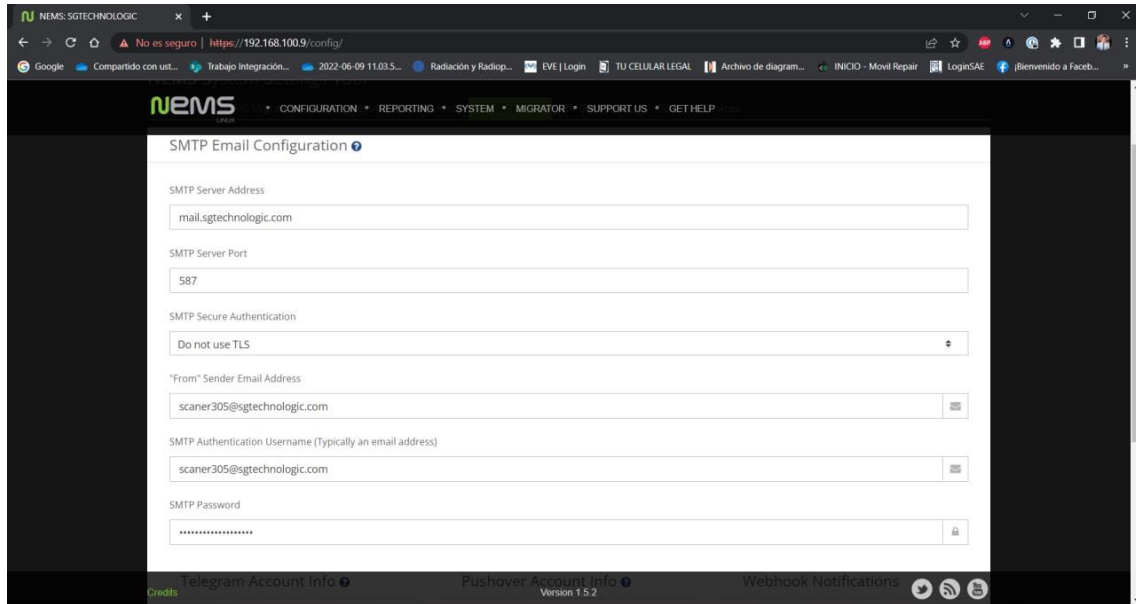 NEMS: SGTECHNOLOGIC
No es seguro | https://192.168.100.9/config/
Google Compartido con ust... Trabajo Integración... 2022-06-09 11.03.5... Radiación y Radiop... EVE | Login TU CELULAR LEGAL Archivo de diagram... INICIO - Movil Repair LoginSAE ¡Bienvenido a Faceb... »
NEMS LINUX CONFIGURATION REPORTING SYSTEM MIGRATOR SUPPORT US GET HELP
SMTP Email Configuration
SMTP Server Address
mail.sgtechnologic.com
SMTP Server Port
587
SMTP Secure Authentication
Do not use TLS
"From" Sender Email Address
scaner305@sgtechnologic.com
SMTP Authentication Username (Typically an email address)
scaner305@sgtechnologic.com
SMTP Password
•••••••••••••••••••
Telegram Account Info Pushover Account Info Webhook Notifications
Credits Version 1.5.2